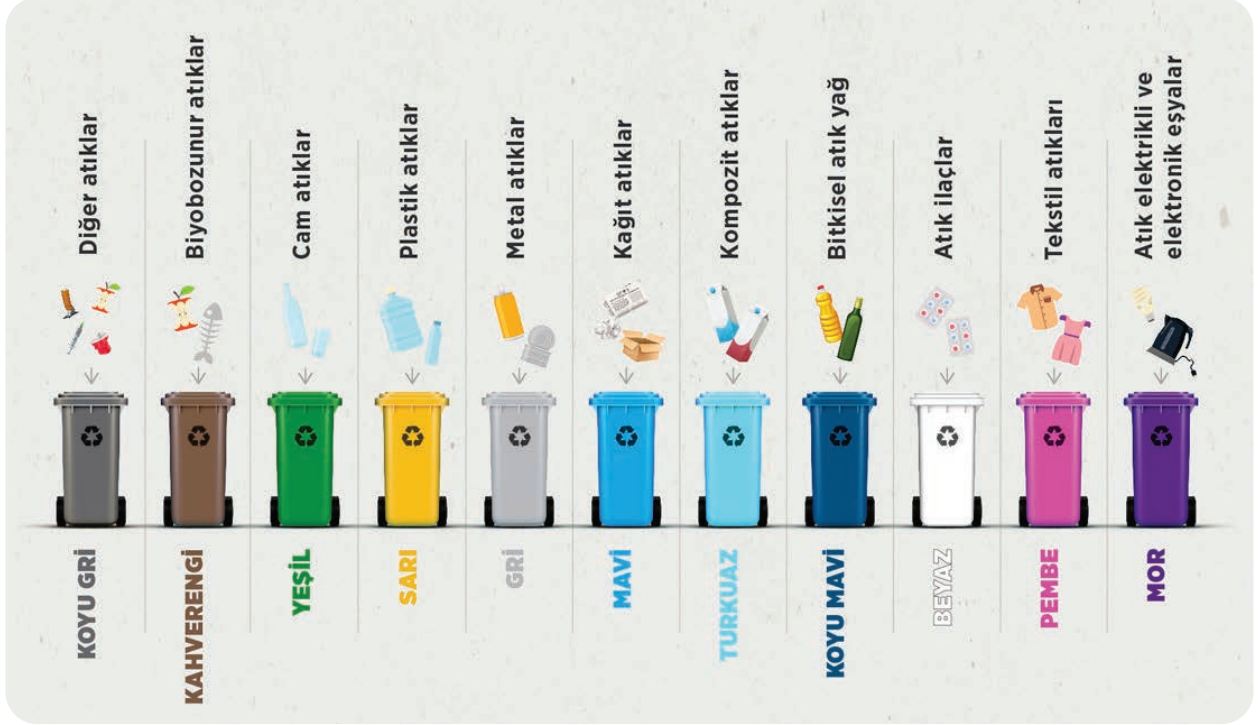 Diğer atıklar
Biyobozunur atıklar
Cam atıklar
Plastik atıklar
Metal atıklar
Kağıt atıklar
Kompozit atıklar
Bitkisel atık yağ
Atık ilaçlar
Tekstil atıkları
Atık elektrikli ve
elektronik eşyalar
KOYU GRİ
KAHVERENGİ
YEŞİL
SARI
GRİ
MAVİ
TURKUAZ
KOYU MAVİ
BEYAZ
PEMBE
MOR